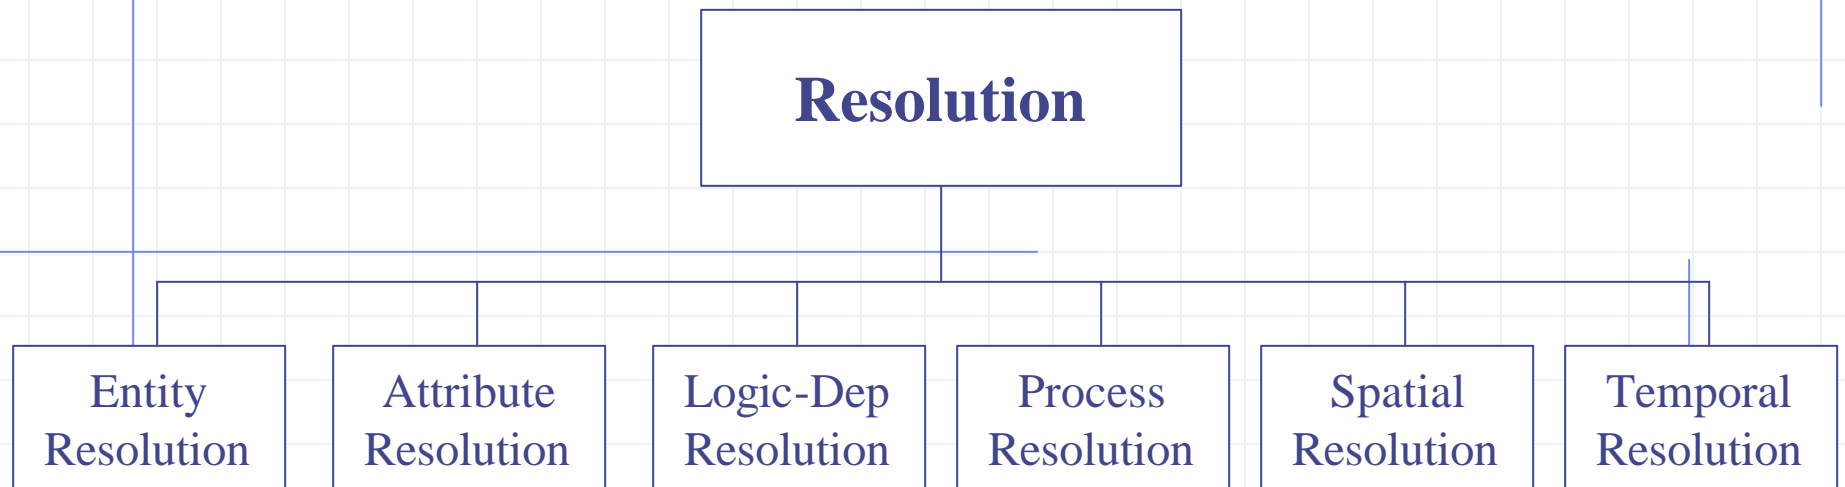 Resolution
Entity
Resolution
Attribute
Resolution
Logic-Dep
Resolution
Process
Resolution
Spatial
Resolution
Temporal
Resolution